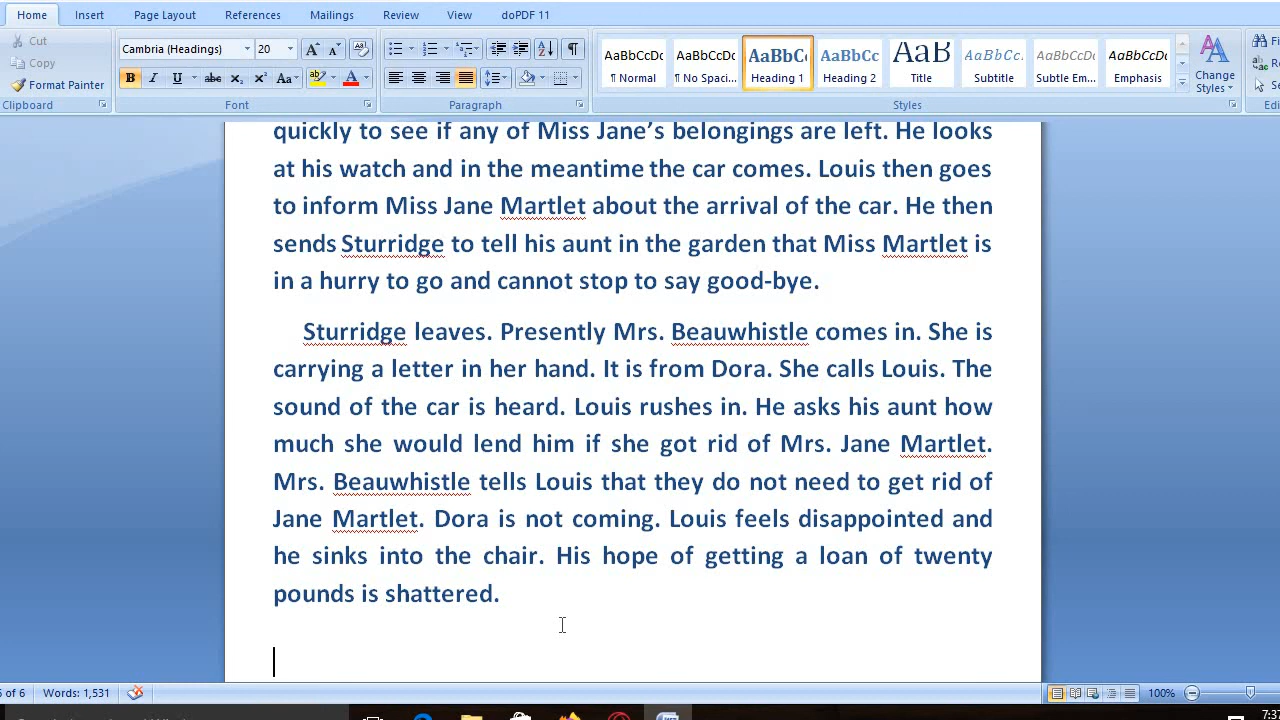 Home Insert Page Layout References Mailings Review View doPDF 11
Cut
Copy
Format Painter
Clipboard
Cambria (Headings) 20
Font
Paragraph
AaBbCcDc AaBbCcDc AaBbC AaBbCc AaB AaBbCc. AaBbCcDc AaBbCcDc
¶ Normal ¶ No Spaci... Heading 1 Heading 2 Title Subtitle Subtle Em... Emphasis
Change Styles
Styles
quickly to see if any of Miss Jane’s belongings are left. He looks
at his watch and in the meantime the car comes. Louis then goes
to inform Miss Jane Martlet about the arrival of the car. He then
sends Sturridge to tell his aunt in the garden that Miss Martlet is
in a hurry to go and cannot stop to say good-bye.
Sturridge leaves. Presently Mrs. Beauwhistle comes in. She is
carrying a letter in her hand. It is from Dora. She calls Louis. The
sound of the car is heard. Louis rushes in. He asks his aunt how
much she would lend him if she got rid of Mrs. Jane Martlet.
Mrs. Beauwhistle tells Louis that they do not need to get rid of
Jane Martlet. Dora is not coming. Louis feels disappointed and
he sinks into the chair. His hope of getting a loan of twenty
pounds is shattered.
of 6 Words: 1,531 100%